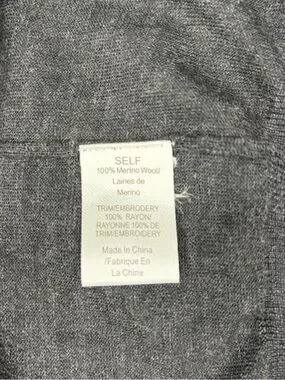 SELF
100% Merino Wool/
Laines de
Merino
TRIM/EMBRODERY
100% RAYON/
RAYONNE 100% DE
TRIM/EMBROIDERY
Made In China
/Fabrique En
La Chine